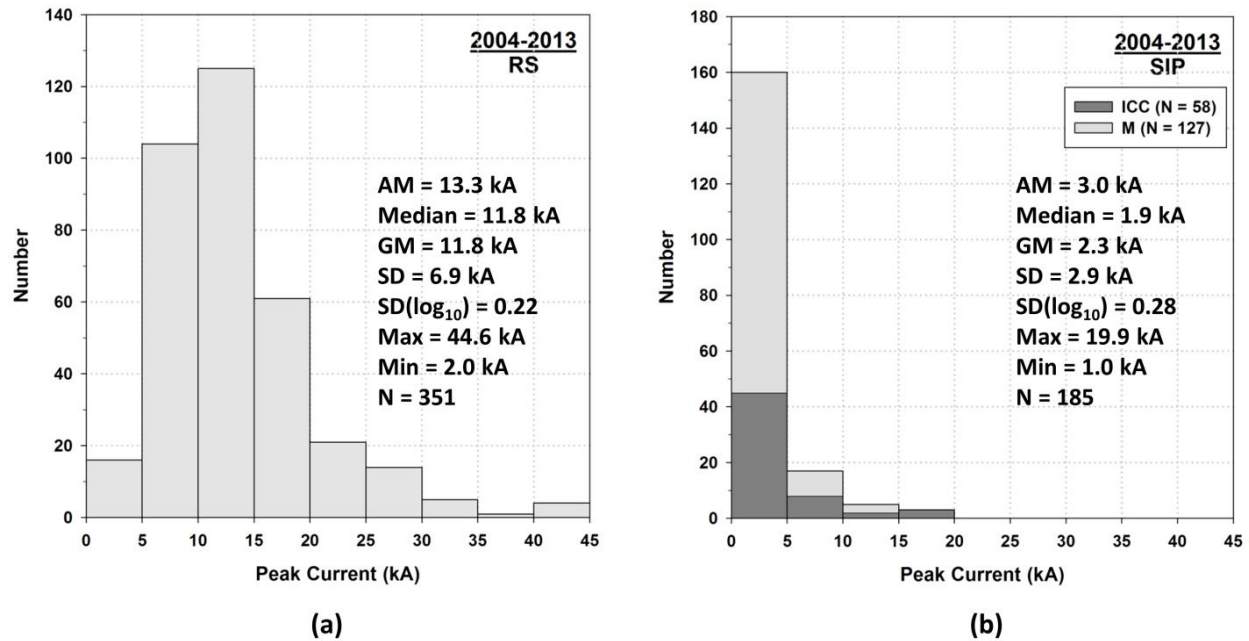 140
120
100
80
60
40
20
0
Number
2004-2013
RS
AM = 13.3 kA
Median = 11.8 kA
GM = 11.8 kA
SD = 6.9 kA
SD(log₁₀) = 0.22
Max = 44.6 kA
Min = 2.0 kA
N = 351
0 5 10 15 20 25 30 35 40 45
Peak Current (kA)
(a)
180
160
140
120
100
80
60
40
20
0
Number
2004-2013
SIP
ICC (N = 58)
M (N = 127)
AM = 3.0 kA
Median = 1.9 kA
GM = 2.3 kA
SD = 2.9 kA
SD(log₁₀) = 0.28
Max = 19.9 kA
Min = 1.0 kA
N = 185
0 5 10 15 20 25 30 35 40 45
Peak Current (kA)
(b)